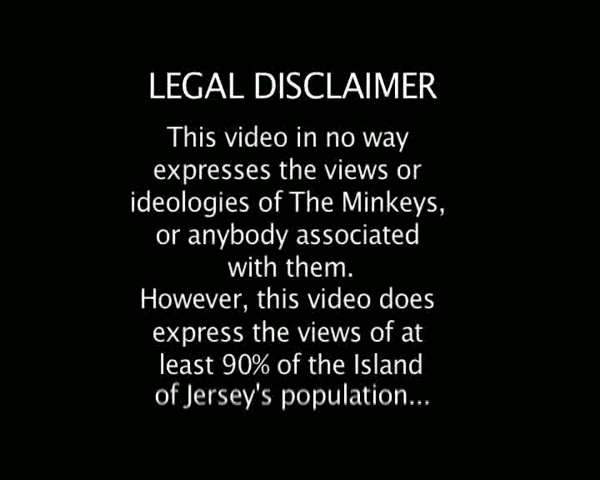 LEGAL DISCLAIMER
This video in no way
expresses the views or
ideologies of The Minkeys,
or anybody associated
with them.
However, this video does
express the views of at
least 90% of the Island
of Jersey's population...